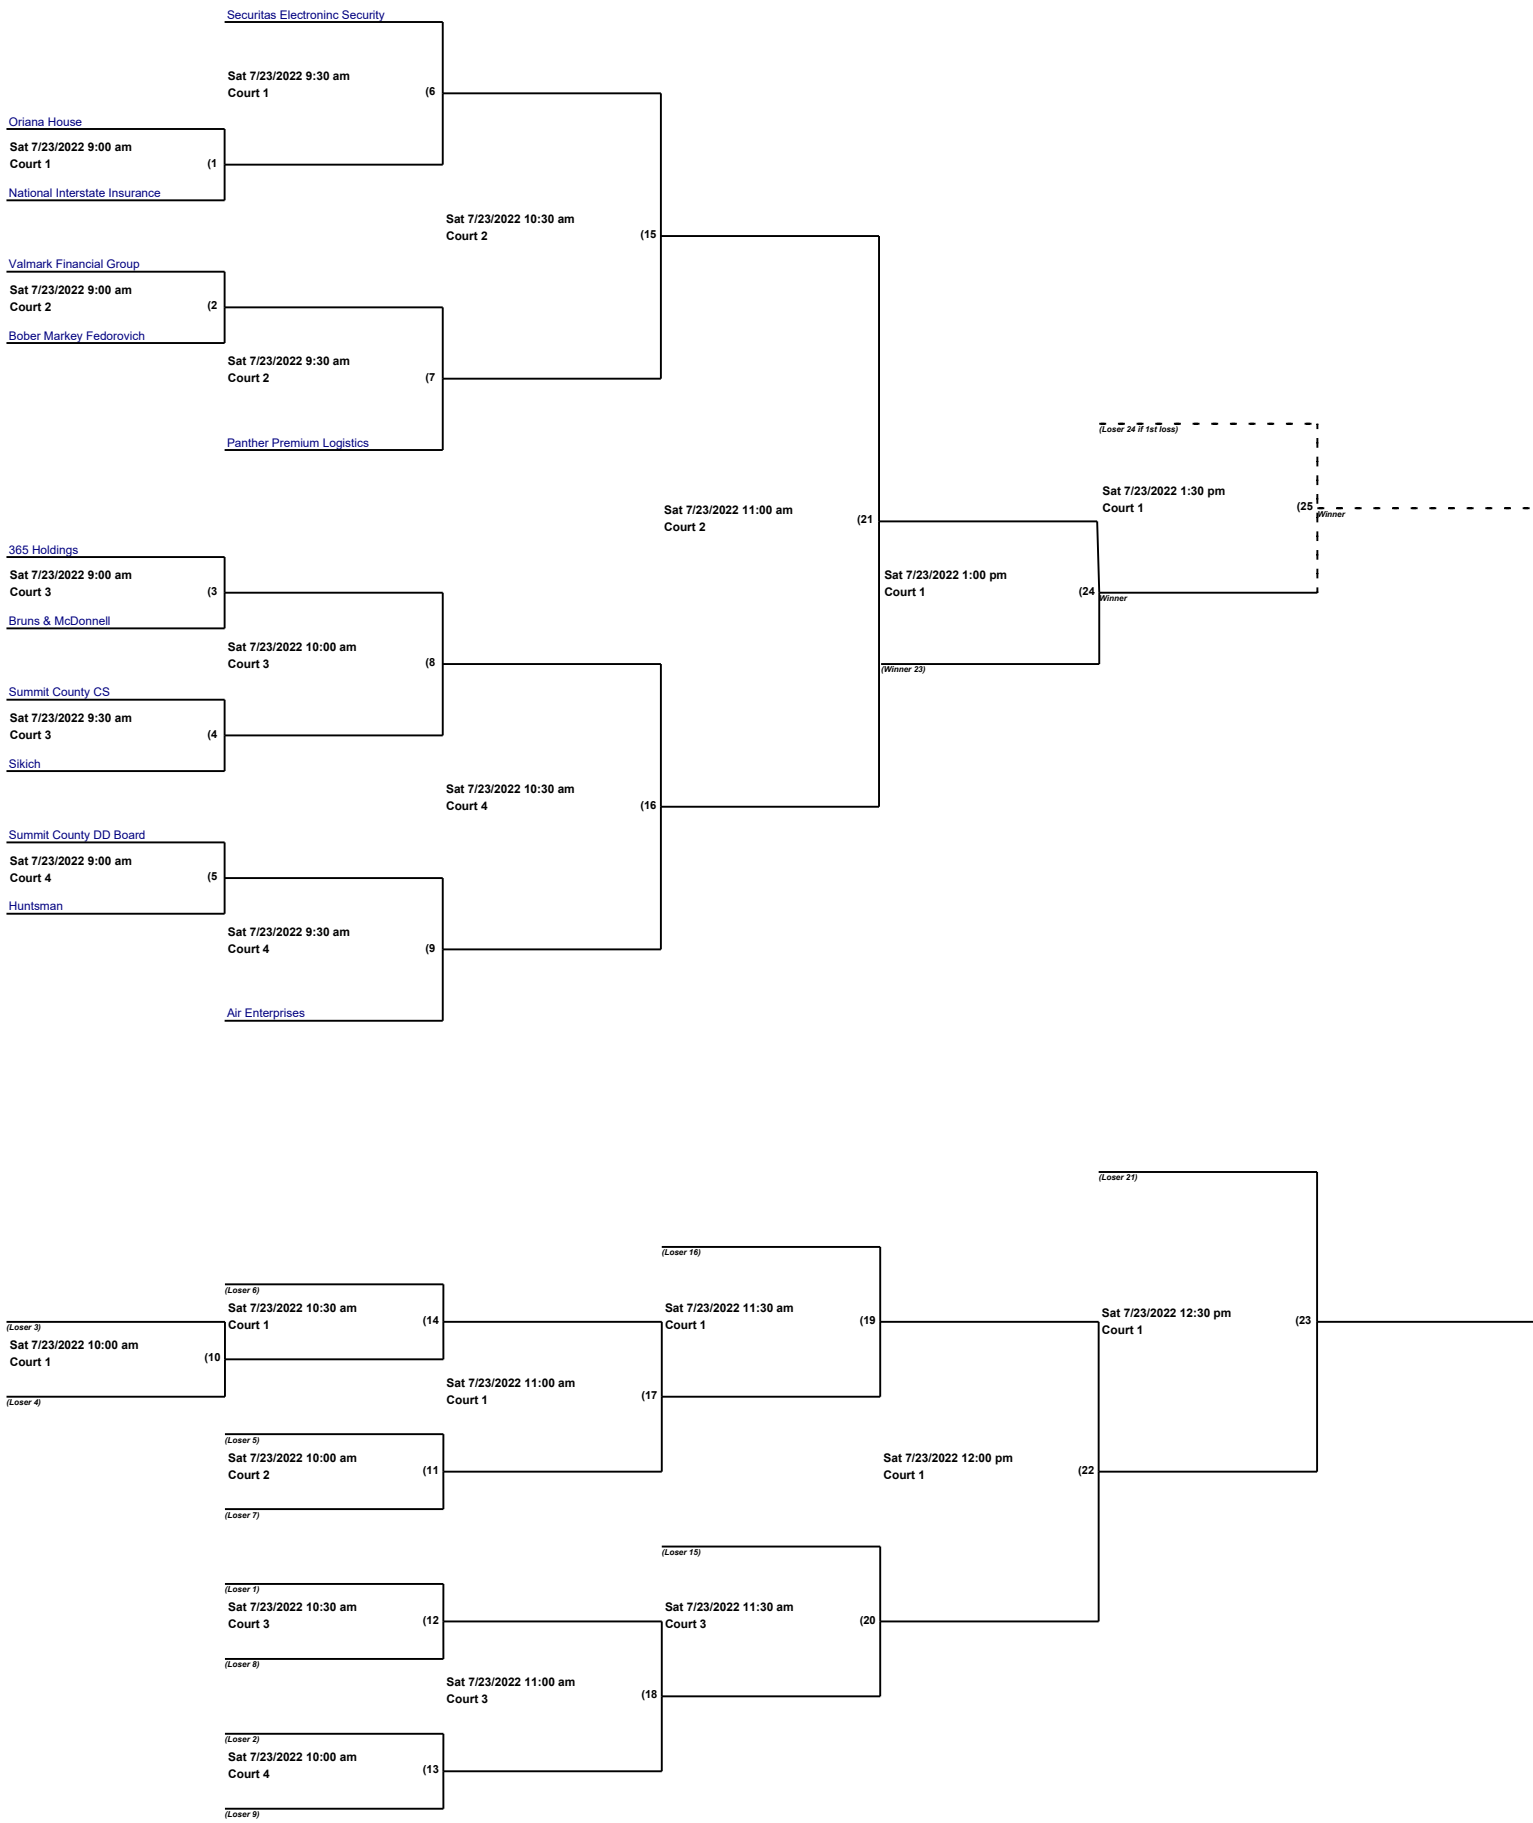 Securitas Electroninc Security
Sat 7/23/2022 9:30 am
Court 1
(6
Oriana House
Sat 7/23/2022 9:00 am
Court 1
(1
National Interstate Insurance
Sat 7/23/2022 10:30 am
Court 2
(15
Valmark Financial Group
Sat 7/23/2022 9:00 am
Court 2
(2
Bober Markey Fedorovich
Sat 7/23/2022 9:30 am
Court 2
(7
Panther Premium Logistics
(Loser 24 if 1st loss)
Sat 7/23/2022 1:30 pm
Court 1
(25
Winner
Sat 7/23/2022 11:00 am
Court 2
(21
365 Holdings
Sat 7/23/2022 9:00 am
Court 3
(3
Bruns & McDonnell
Sat 7/23/2022 1:00 pm
Court 1
(24
Winner
Sat 7/23/2022 10:00 am
Court 3
(8
(Winner 23)
Summit County CS
Sat 7/23/2022 9:30 am
Court 3
(4
Sikich
Sat 7/23/2022 10:30 am
Court 4
(16
Summit County DD Board
Sat 7/23/2022 9:00 am
Court 4
(5
Huntsman
Sat 7/23/2022 9:30 am
Court 4
(9
Air Enterprises
(Loser 21)
(Loser 16)
(Loser 6)
Sat 7/23/2022 10:30 am
Court 1
(14
Sat 7/23/2022 11:30 am
Court 1
(19
Sat 7/23/2022 12:30 pm
Court 1
(23
(Loser 3)
Sat 7/23/2022 10:00 am
Court 1
(10
(Loser 4)
Sat 7/23/2022 11:00 am
Court 1
(17
(Loser 5)
Sat 7/23/2022 10:00 am
Court 2
(11
(Loser 7)
Sat 7/23/2022 12:00 pm
Court 1
(22
(Loser 15)
(Loser 1)
Sat 7/23/2022 10:30 am
Court 3
(12
(Loser 8)
Sat 7/23/2022 11:30 am
Court 3
(20
Sat 7/23/2022 11:00 am
Court 3
(18
(Loser 2)
Sat 7/23/2022 10:00 am
Court 4
(13
(Loser 9)